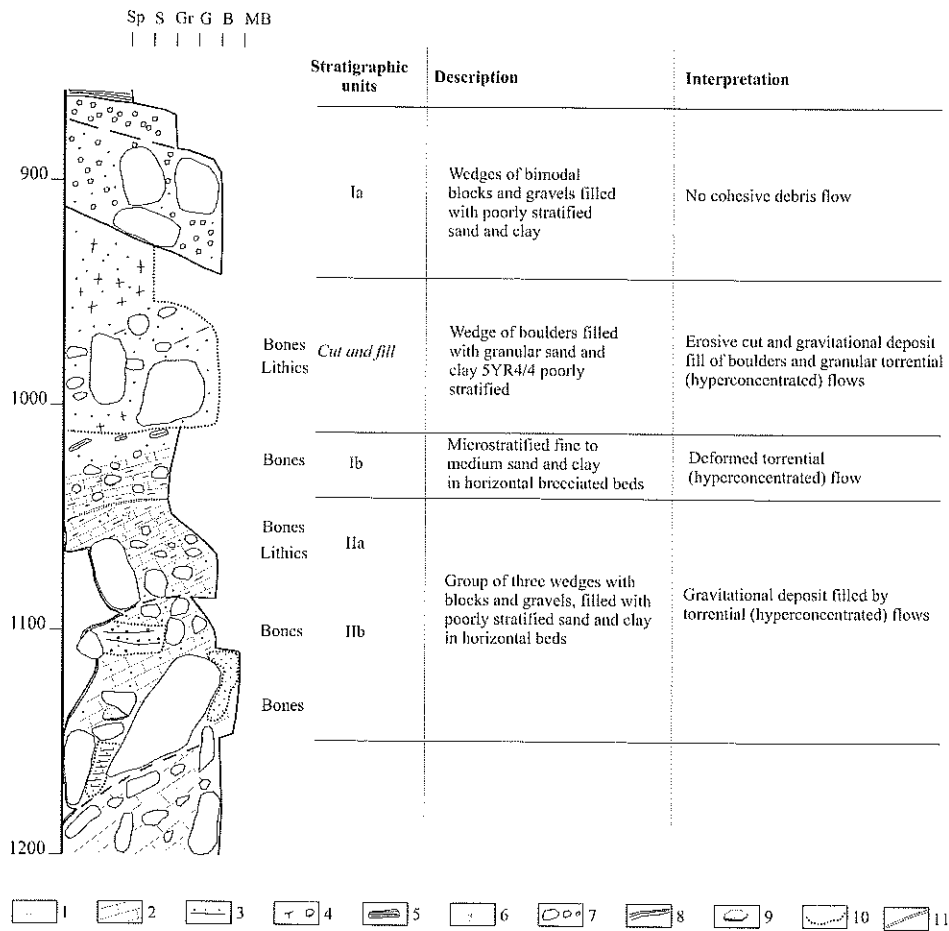 Sp S Gr G B MB
Stratigraphic
units
Description
Interpretation
900
Ia
Wedges of bimodal
blocks and gravels filled
with poorly stratified
sand and clay
No cohesive debris flow
Bones
Lithics
Cut and fill
Wedge of boulders filled
with granular sand and
clay 5YR4/4 poorly
stratified
Erosive cut and gravitational deposit
fill of boulders and granular torrential
(hyperconcentrated) flows
1000
Bones
Ib
Microstratified fine to
medium sand and clay
in horizontal brecciated beds
Deformed torrential
(hyperconcentrated) flow
Bones
Lithics
IIa
Group of three wedges with
blocks and gravels, filled with
poorly stratified sand and clay
in horizontal beds
Gravitational deposit filled by
torrential (hyperconcentrated) flows
1100
Bones
IIb
Bones
1200
1 2 3 4 5 6 7 8 9 10 11